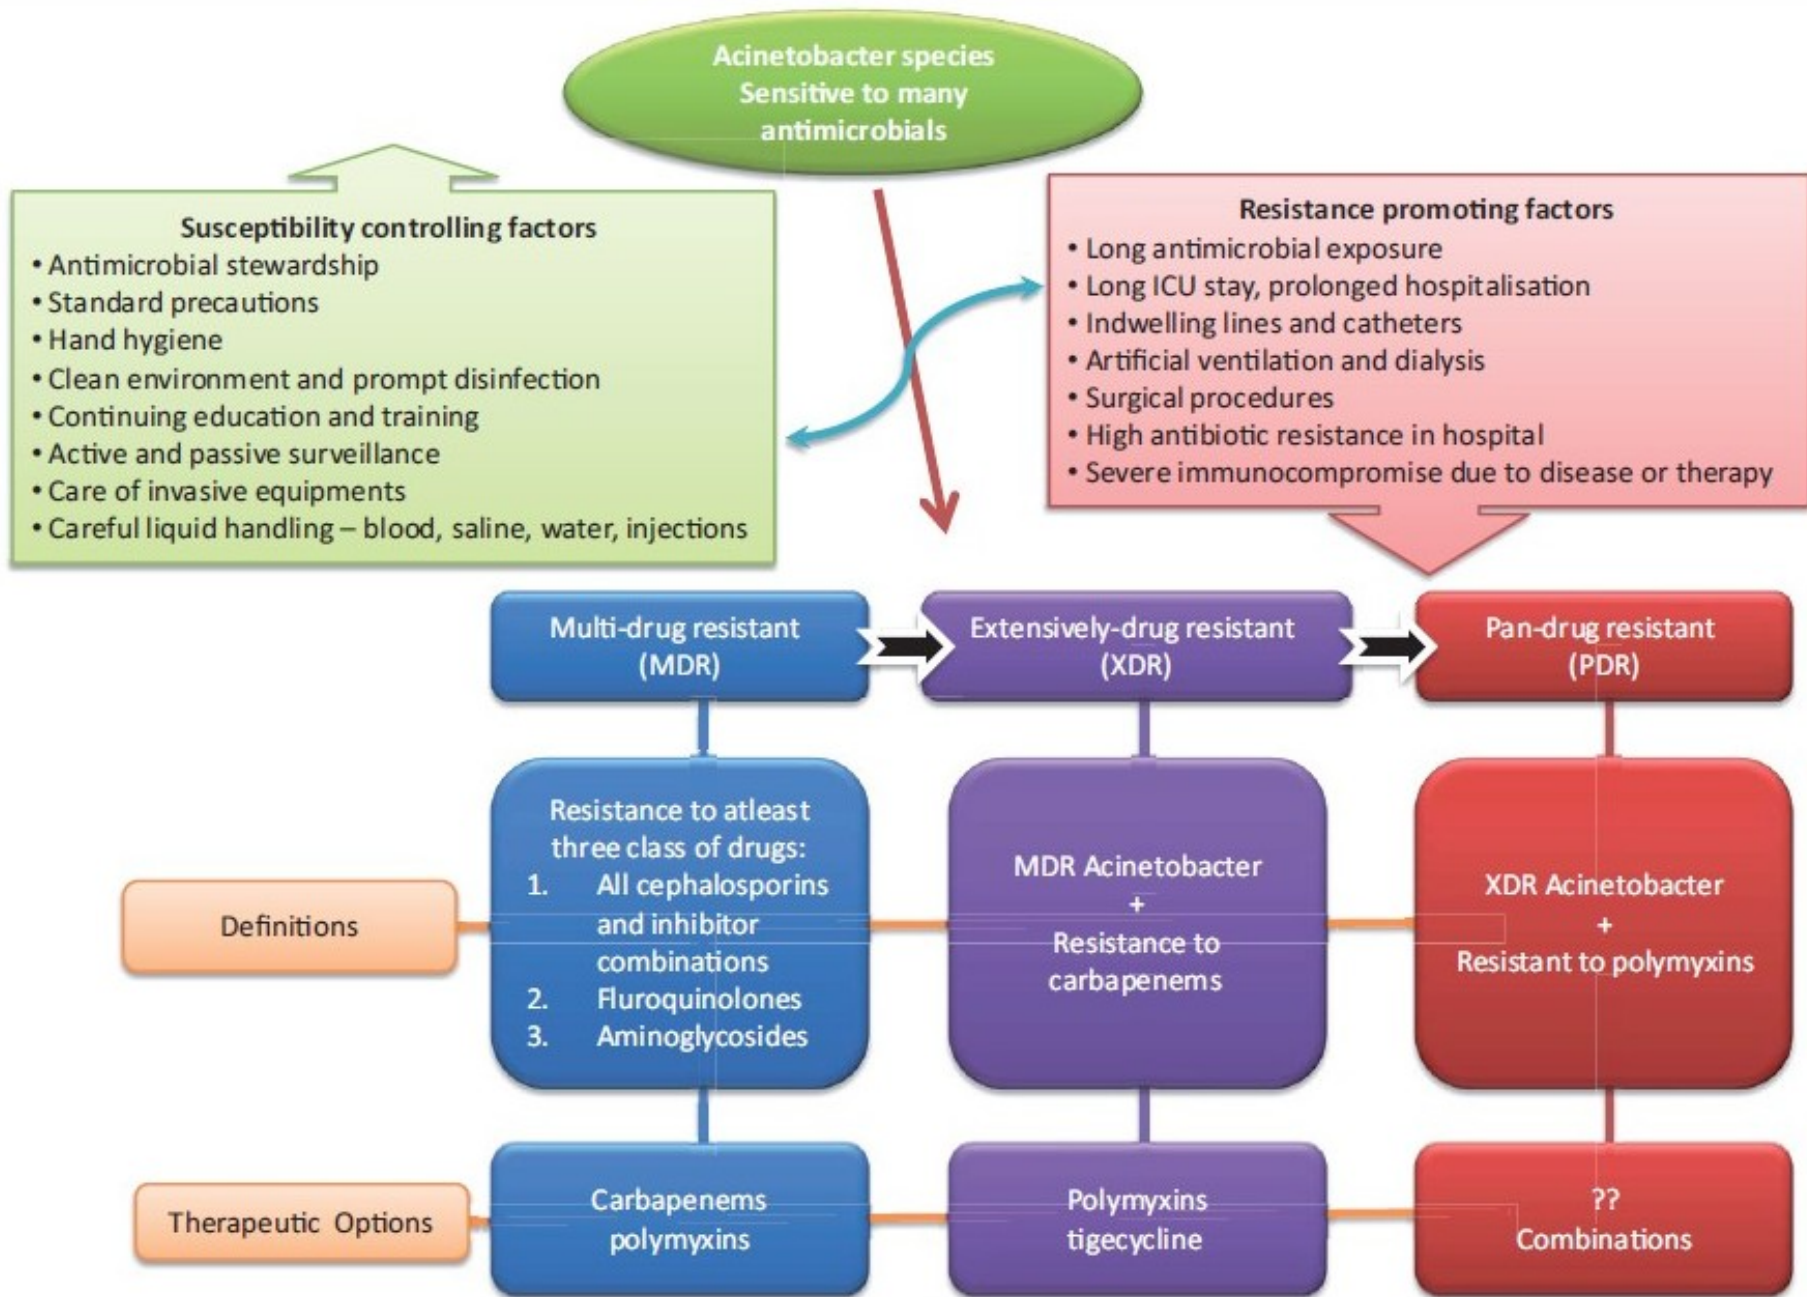 Acinetobacter species
Sensitive to many
antimicrobials
Susceptibility controlling factors
• Antimicrobial stewardship
• Standard precautions
• Hand hygiene
• Clean environment and prompt disinfection
• Continuing education and training
• Active and passive surveillance
• Care of invasive equipments
• Careful liquid handling – blood, saline, water, injections
Resistance promoting factors
• Long antimicrobial exposure
• Long ICU stay, prolonged hospitalisation
• Indwelling lines and catheters
• Artificial ventilation and dialysis
• Surgical procedures
• High antibiotic resistance in hospital
• Severe immunocompromise due to disease or therapy
Multi-drug resistant
(MDR)
Extensively-drug resistant
(XDR)
Pan-drug resistant
(PDR)
Definitions
Resistance to atleast
three class of drugs:
1. All cephalosporins
and inhibitor
combinations
2. Fluroquinolones
3. Aminoglycosides
MDR Acinetobacter
+
Resistance to
carbapenems
XDR Acinetobacter
+
Resistant to polymyxins
Therapeutic Options
Carbapenems
polymyxins
Polymyxins
tigecycline
??
Combinations